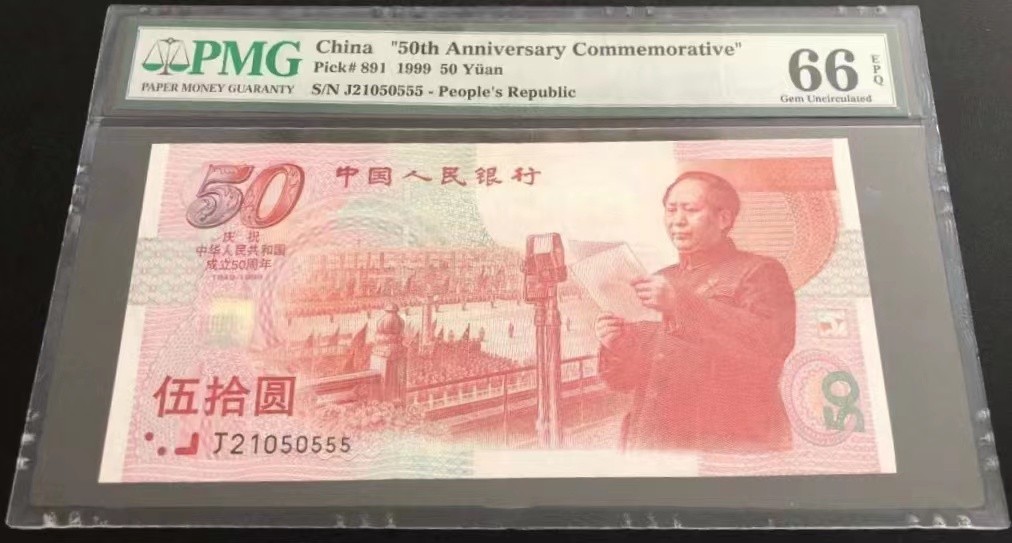 PMG
PAPER MONEY GUARANTY
China "50th Anniversary Commemorative"
Pick# 891 1999 50 Yüan
S/N J21050555 - People's Republic
66
EPQ
Gem Uncirculated
50
中国人民银行
庆祝
中华人民共和国
成立50周年
1949-1999
伍拾圆
J21050555
50